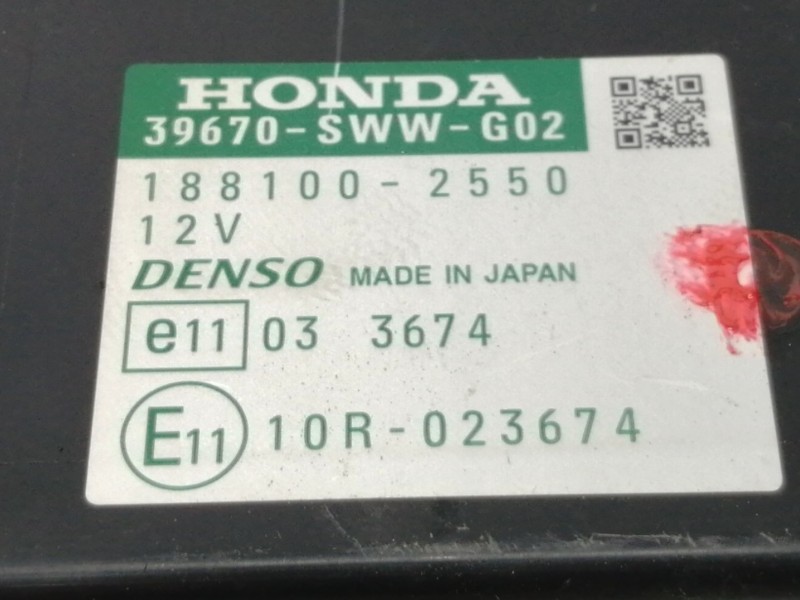 HONDA
39670-SWW-G02
188100-2550
12V
DENSO MADE IN JAPAN
e11 03 3674
E11 10R-023674